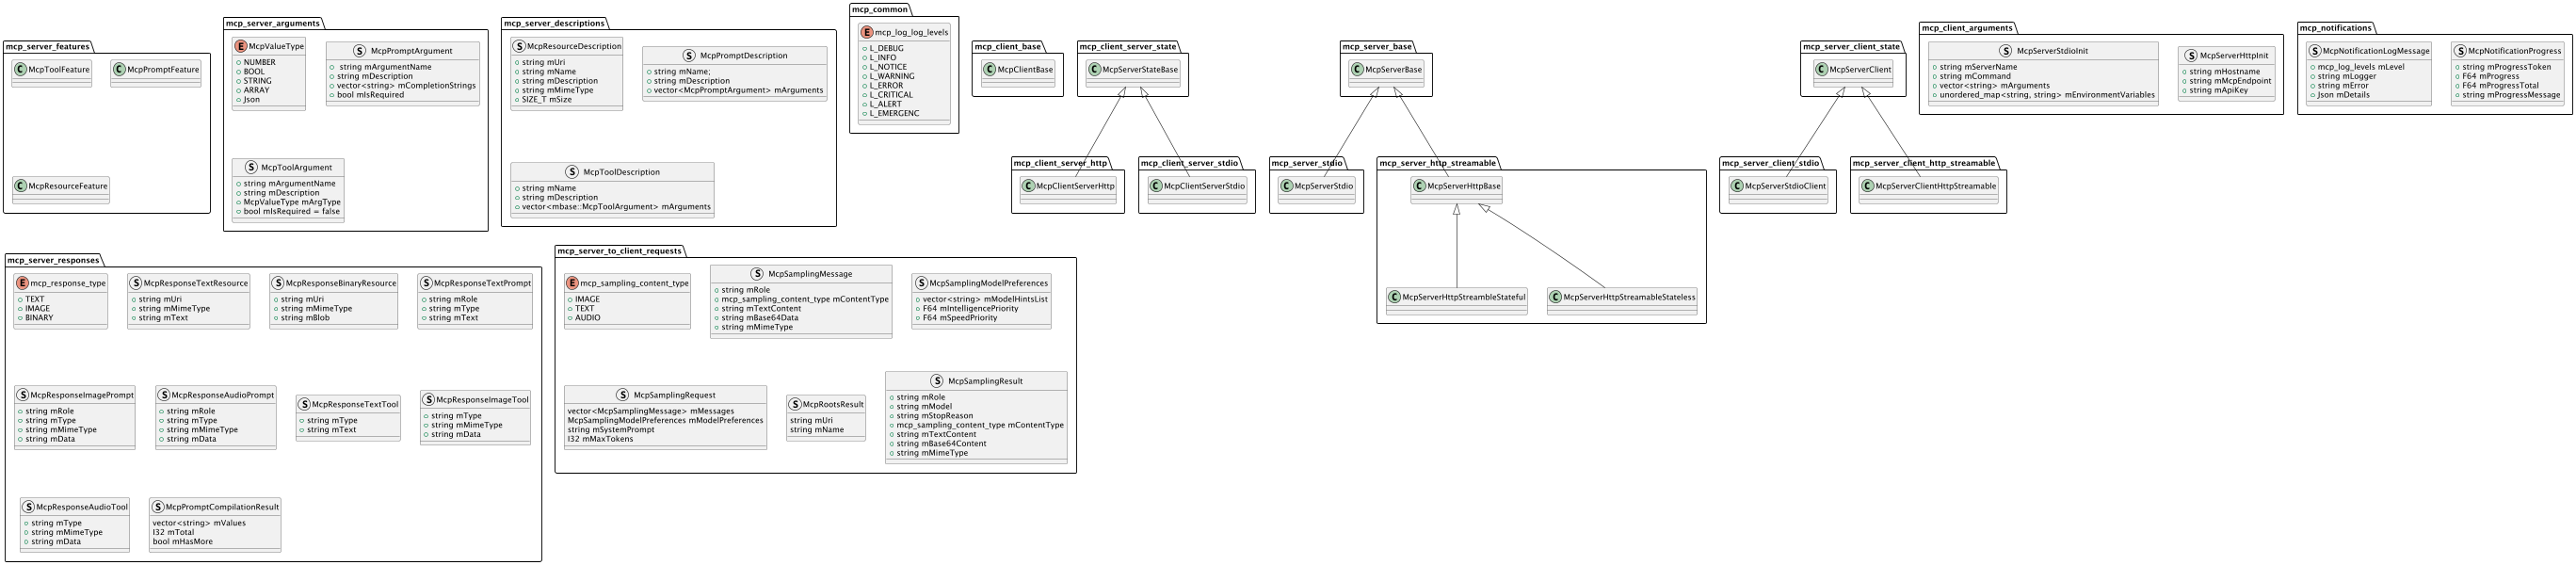 mcp_server_features
McpToolFeature
McpPromptFeature
McpResourceFeature
mcp_server_arguments
McpValueType
NUMBER
BOOL
STRING
ARRAY
Json
McpPromptArgument
string mArgumentName
string mDescription
vector<string> mCompletionStrings
bool mIsRequired
McpToolArgument
string mArgumentName
string mDescription
McpValueType mArgType
bool mIsRequired = false
mcp_server_descriptions
McpResourceDescription
string mUri
string mName
string mDescription
string mMimeType
SIZE_T mSize
McpPromptDescription
string mName;
string mDescription
vector<McpPromptArgument> mArguments
McpToolDescription
string mName
string mDescription
vector<mbase::McpToolArgument> mArguments
mcp_common
mcp_log_log_levels
L_DEBUG
L_INFO
L_NOTICE
L_WARNING
L_ERROR
L_CRITICAL
L_ALERT
L_EMERGENC
mcp_client_base
McpClientBase
mcp_client_server_state
McpServerStateBase
mcp_client_server_http
McpClientServerHttp
mcp_client_server_stdio
McpClientServerStdio
mcp_server_base
McpServerBase
mcp_server_stdio
McpServerStdio
mcp_server_http_streamable
McpServerHttpBase
McpServerHttpStreambleStateful
McpServerHttpStreamableStateless
mcp_server_client_state
McpServerClient
mcp_server_client_stdio
McpServerStdioClient
mcp_server_client_http_streamable
McpServerClientHttpStreamable
mcp_client_arguments
McpServerStdioInit
string mServerName
string mCommand
vector<string> mArguments
unordered_map<string, string> mEnvironmentVariables
McpServerHttpInit
string mHostname
string mMcpEndpoint
string mApiKey
mcp_notifications
McpNotificationLogMessage
mcp_log_levels mLevel
string mLogger
string mError
Json mDetails
McpNotificationProgress
string mProgressToken
F64 mProgress
F64 mProgressTotal
string mProgressMessage
mcp_server_responses
mcp_response_type
TEXT
IMAGE
BINARY
McpResponseTextResource
string mUri
string mMimeType
string mText
McpResponseBinaryResource
string mUri
string mMimeType
string mBlob
McpResponseTextPrompt
string mRole
string mType
string mText
McpResponseImagePrompt
string mRole
string mType
string mMimeType
string mData
McpResponseAudioPrompt
string mRole
string mType
string mMimeType
string mData
McpResponseTextTool
string mType
string mText
McpResponseImageTool
string mType
string mMimeType
string mData
McpResponseAudioTool
string mType
string mMimeType
string mData
McpPromptCompilationResult
vector<string> mValues
I32 mTotal
bool mHasMore
mcp_server_to_client_requests
mcp_sampling_content_type
IMAGE
TEXT
AUDIO
McpSamplingMessage
string mRole
mcp_sampling_content_type mContentType
string mTextContent
string mBase64Data
string mMimeType
McpSamplingModelPreferences
vector<string> mModelHintsList
F64 mIntelligencePriority
F64 mSpeedPriority
McpSamplingRequest
vector<McpSamplingMessage> mMessages
McpSamplingModelPreferences mModelPreferences
string mSystemPrompt
I32 mMaxTokens
McpRootsResult
string mUri
string mName
McpSamplingResult
string mRole
string mModel
string mStopReason
mcp_sampling_content_type mContentType
string mTextContent
string mBase64Content
string mMimeType